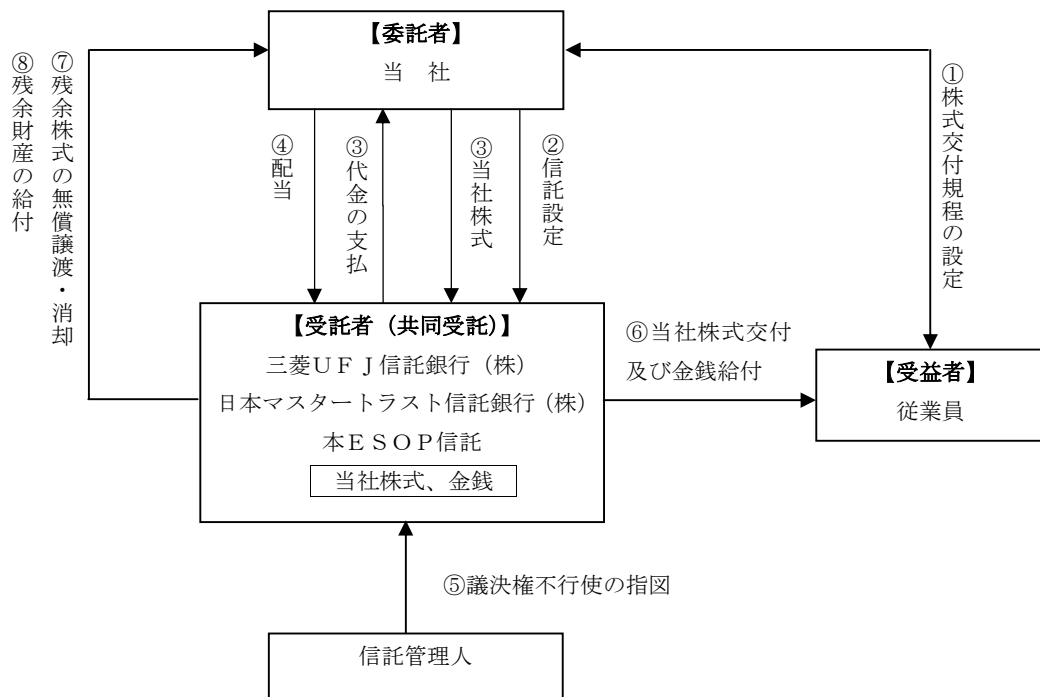 【委託者】
当　社
⑧残余財産の給付
⑦残余株式の無償譲渡・消却
④配当
③代金の支払
③当社株式
②信託設定
①株式交付規程の設定
【受託者（共同受託）】
三菱ＵＦＪ信託銀行（株）
日本マスタートラスト信託銀行（株）
本ＥＳＯＰ信託
当社株式、金銭
⑥当社株式交付
及び金銭給付
【受益者】
従業員
⑤議決権不行使の指図
信託管理人